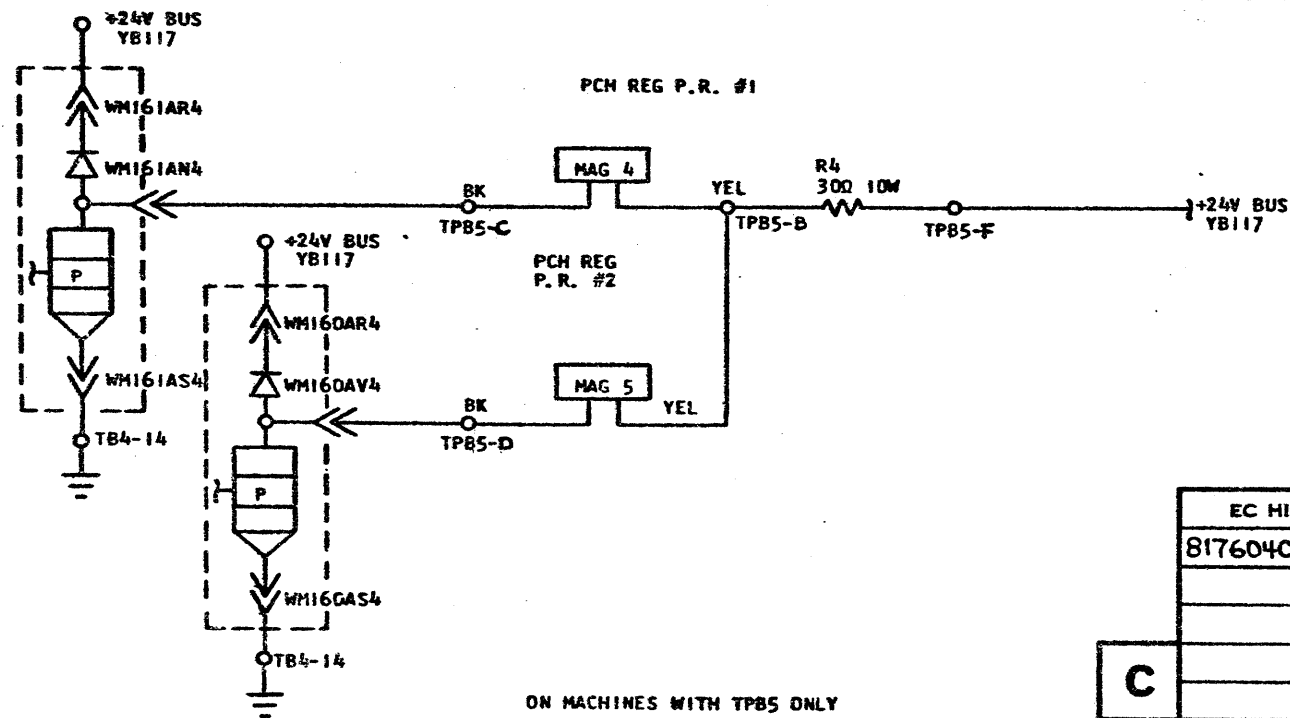 +24V BUS
YB117
PCH REG P.R. #1
WM161AR4
WM161AN4
MAG 4
R4
30Ω 10W
BK
YEL
TPB5-C
TPB5-B
TPB5-F
+24V BUS
YB117
+24V BUS
YB117
PCH REG
P.R. #2
P
WM160AR4
WM161AS4
WM160AV4
MAG 5
BK
YEL
TPB5-D
TB4-14
P
WM160AS4
TB4-14
ON MACHINES WITH TPB5 ONLY
EC HI
817604C
C